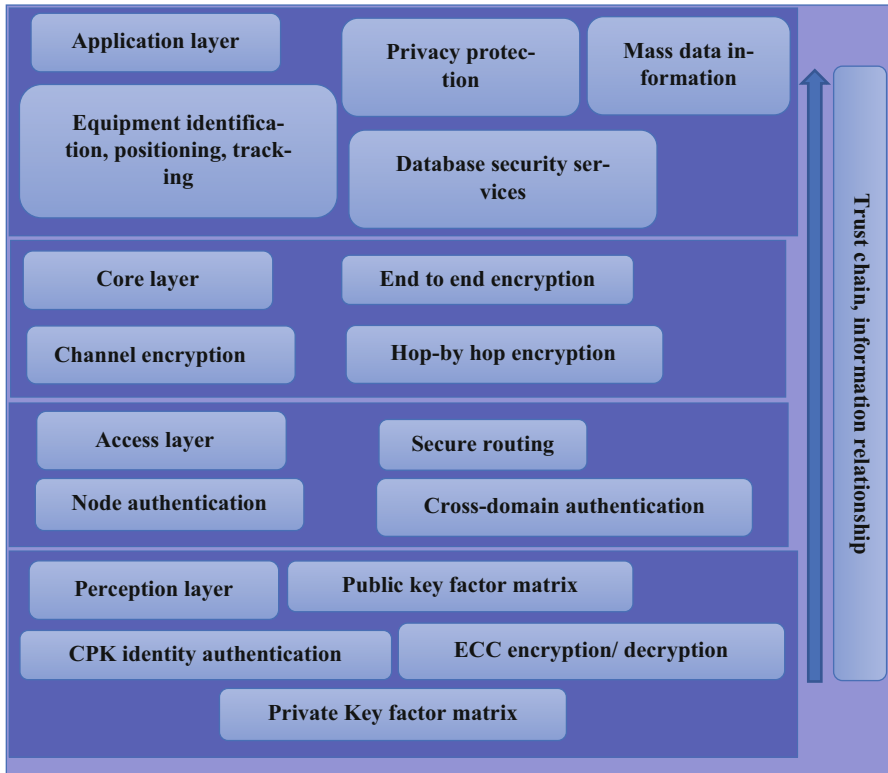 Application layer
Privacy protec-
tion
Mass data in-
formation
Equipment identifica-
tion, positioning, track-
ing
Database security ser-
vices
Core layer
End to end encryption
Channel encryption
Hop-by hop encryption
Access layer
Secure routing
Node authentication
Cross-domain authentication
Perception layer
Public key factor matrix
CPK identity authentication
ECC encryption/ decryption
Private Key factor matrix
Trust chain, information relationship